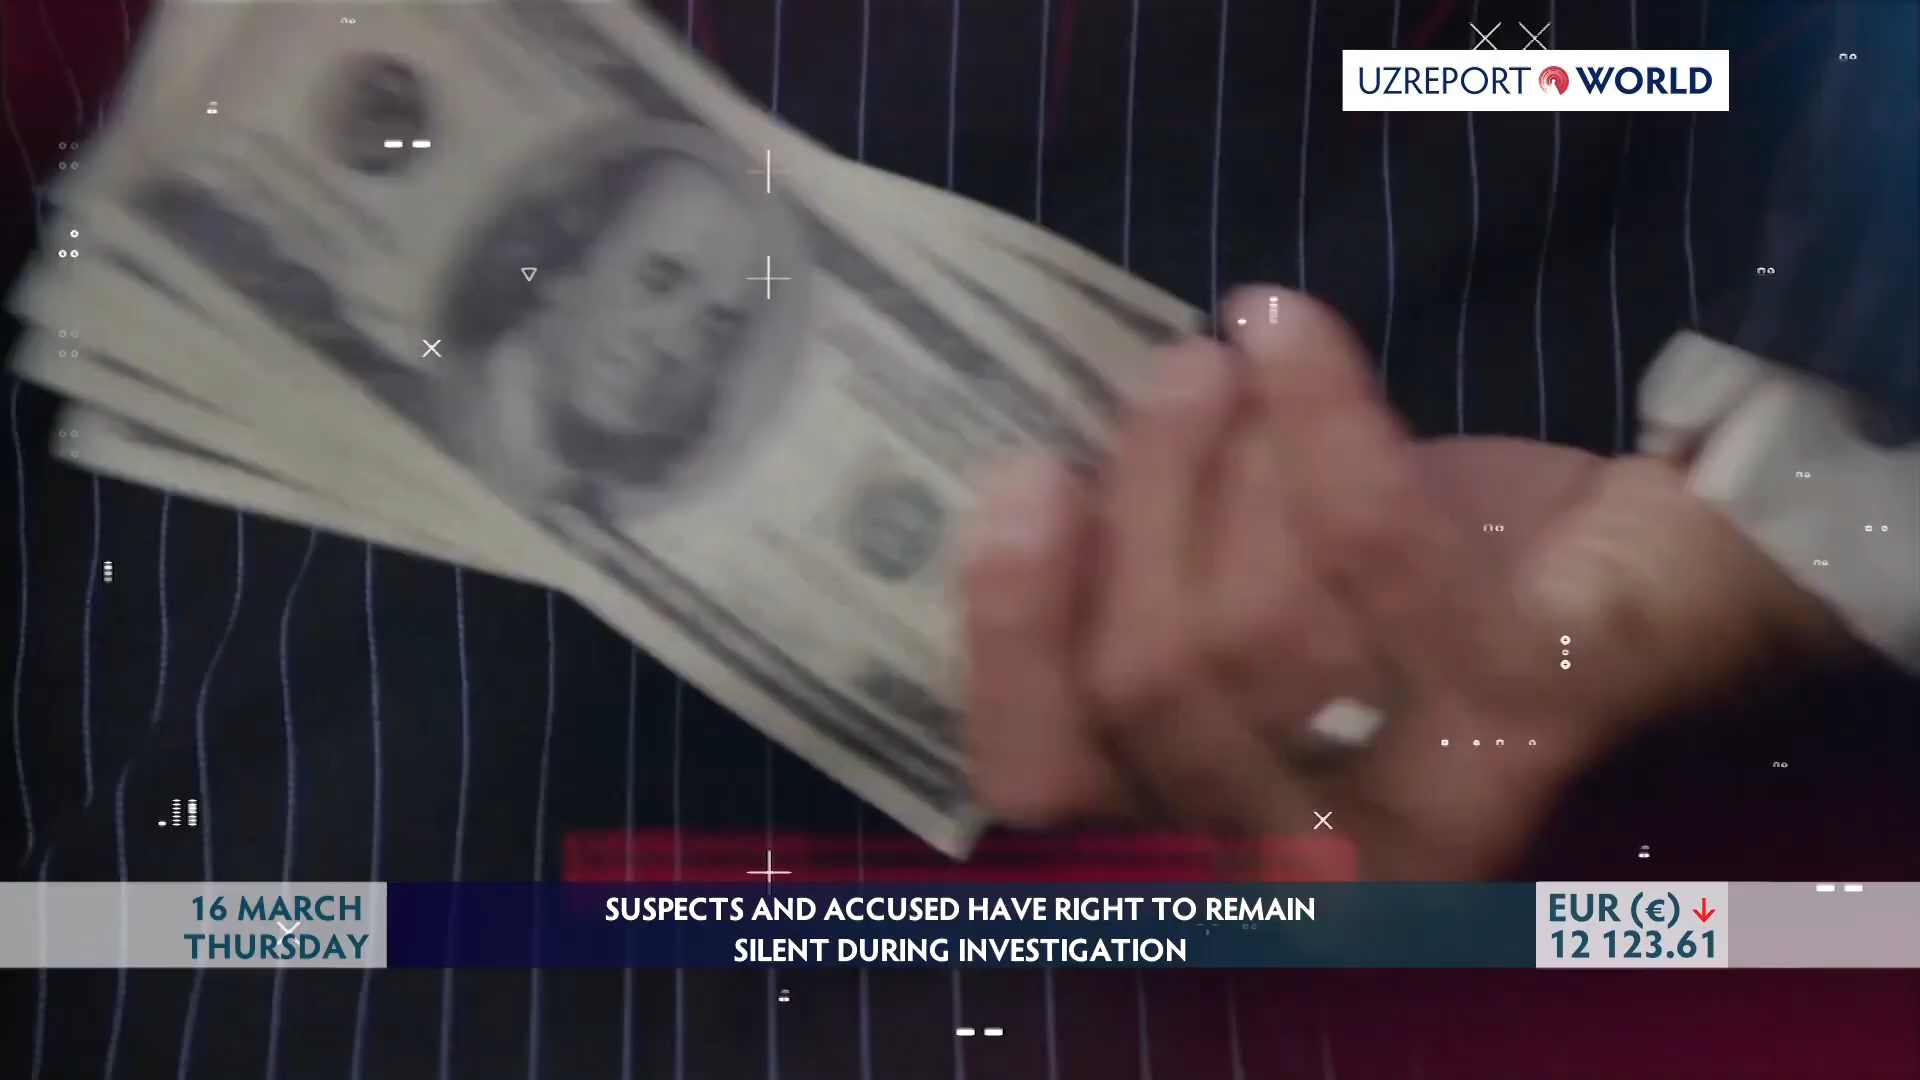 UZREPORT WORLD
16 MARCH
THURSDAY
SUSPECTS AND ACCUSED HAVE RIGHT TO REMAIN
SILENT DURING INVESTIGATION
EUR (€) ↓
12 123.61